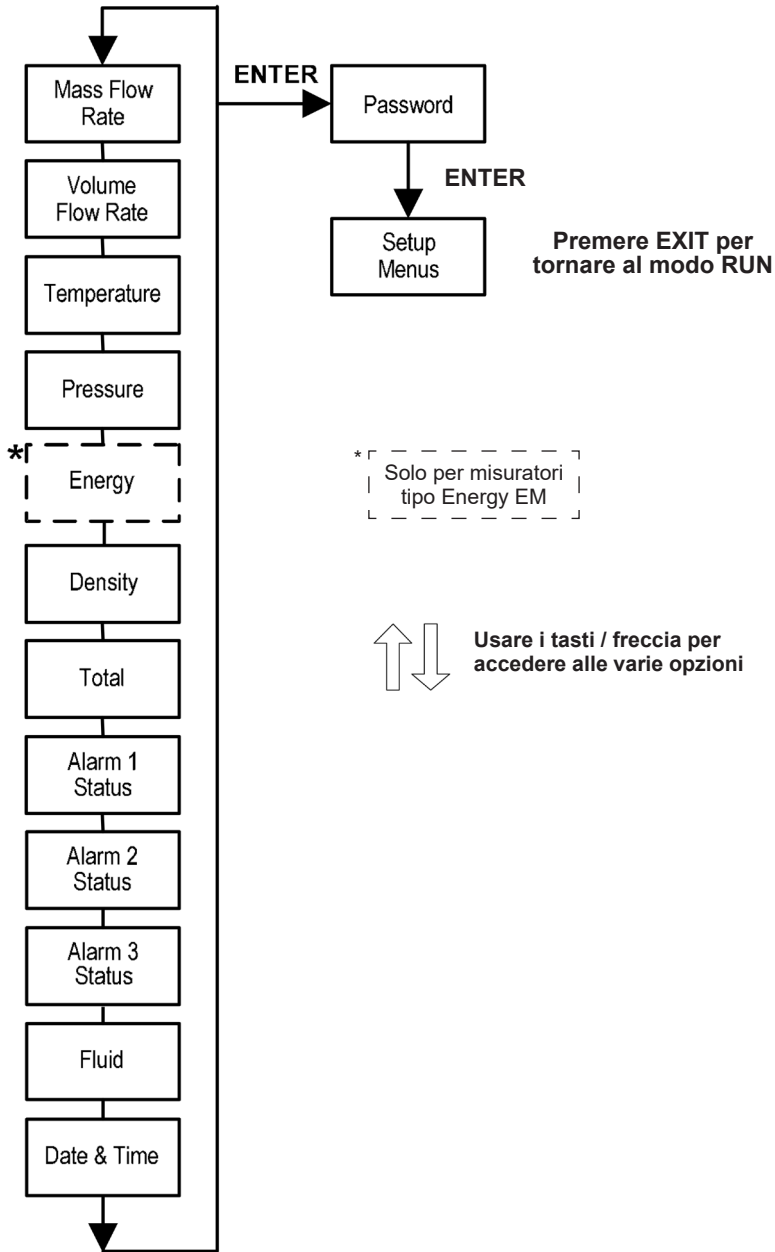 Mass Flow
Rate
ENTER
Password
Volume
Flow Rate
ENTER
Setup
Menus
Premere EXIT per
tornare al modo RUN
Temperature
Pressure
*
Energy
*
Solo per misuratori
tipo Energy EM
Density
Total
Usare i tasti / freccia per
accedere alle varie opzioni
Alarm 1
Status
Alarm 2
Status
Alarm 3
Status
Fluid
Date & Time